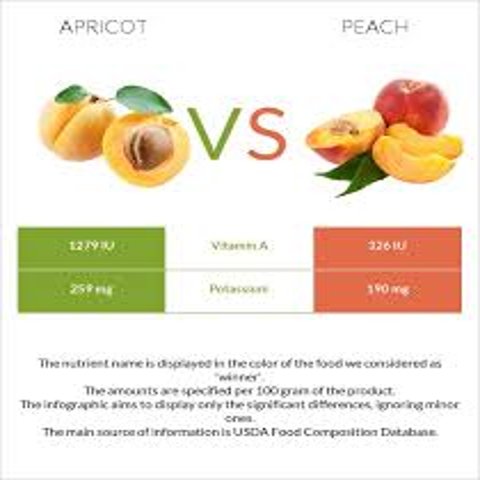 APRICOT
PEACH
VS
1279 IU Vitamin A 326 IU
259 mg Potassium 190 mg
The nutrient name is displayed in the color of the food we considered as
'winner'.
The amounts are specified per 100 gram of the product.
The infographic aims to display only the significant differences, ignoring minor
ones.
The main source of information is USDA Food Composition Database.